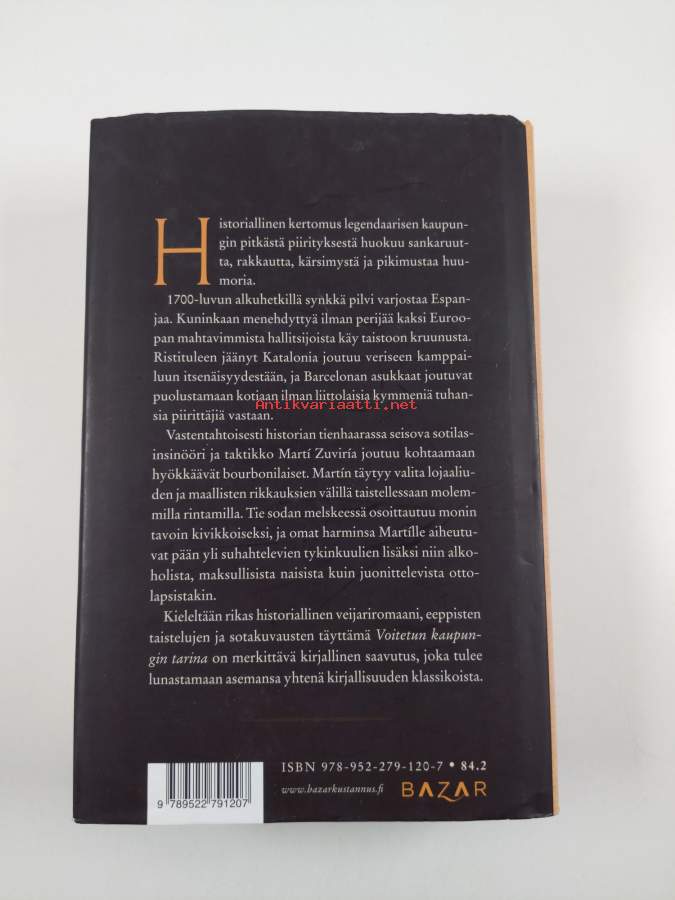 Historiallinen kertomus legendaarisen kaupun-
gin pitkästä piirityksestä huokuu sankaruut-
ta, rakkautta, kärsimystä ja pikimustaa huu-
moria.
1700-luvun alkuhetkillä synkkä pilvi varjostaa Espan-
jaa. Kuninkaan menehdyttyä ilman perijää kaksi Euroo-
pan mahtavimmista hallitsijoista käy taistoon kruunusta.
Ristituleen jäänyt Katalonia joutuu veriseen kamppai-
luun itsenäisyydestään, ja Barcelonan asukkaat joutuvat
puolustamaan kotiaan ilman liittolaisia kymmeniä tuhan-
Antikvariaatti.net
sia piirittäjiä vastaan.
Vastentahtoisesti historian tienhaarassa seisova sotilas-
insinööri ja taktikko Martí Zuviría joutuu kohtaamaan
hyökkäävät bourbonilaiset. Martín täytyy valita lojaaliu-
den ja maallisten rikkauksien välillä taistellessaan molem-
milla rintamilla. Tie sodan melskeessä osoittautuu monin
tavoin kivikkoiseksi, ja omat harminsa Martílle aiheutu-
vat pään yli suhahtelevien tykinkuulien lisäksi niin alko-
holista, maksullisista naisista kuin juonittelevista otto-
lapsistakin.
Kieleltään rikas historiallinen veijariromaani, eeppisten
taistelujen ja sotakuvausten täyttämä Voitetun kaupun-
gin tarina on merkittävä kirjallinen saavutus, joka tulee
lunastamaan asemansa yhtenä kirjallisuuden klassikoista.
ISBN 978-952-279-120-7 • 84.2
www.bazarkustannus.fi BAZAR
9 789522 791207